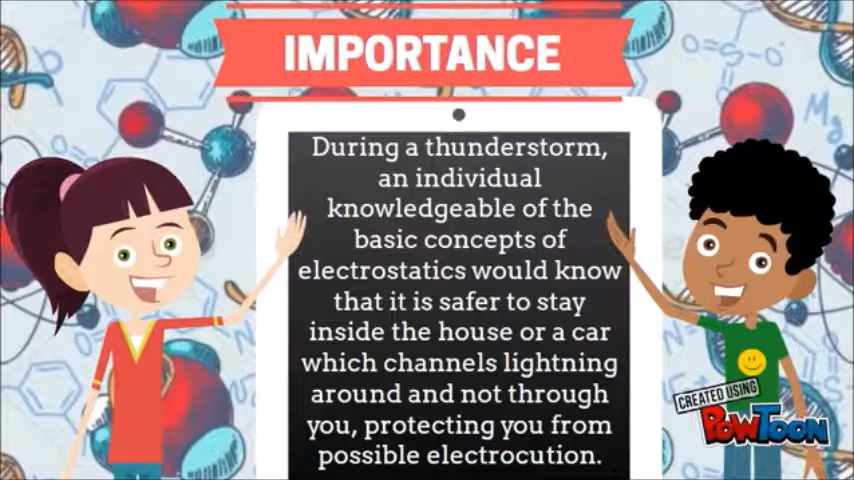 IMPORTANCE
During a thunderstorm,
an individual
knowledgeable of the
basic concepts of
electrostatics would know
that it is safer to stay
inside the house or a car
which channels lightning
around and not through
you, protecting you from
possible electrocution.
CREATED USING
POWTOON
Mg